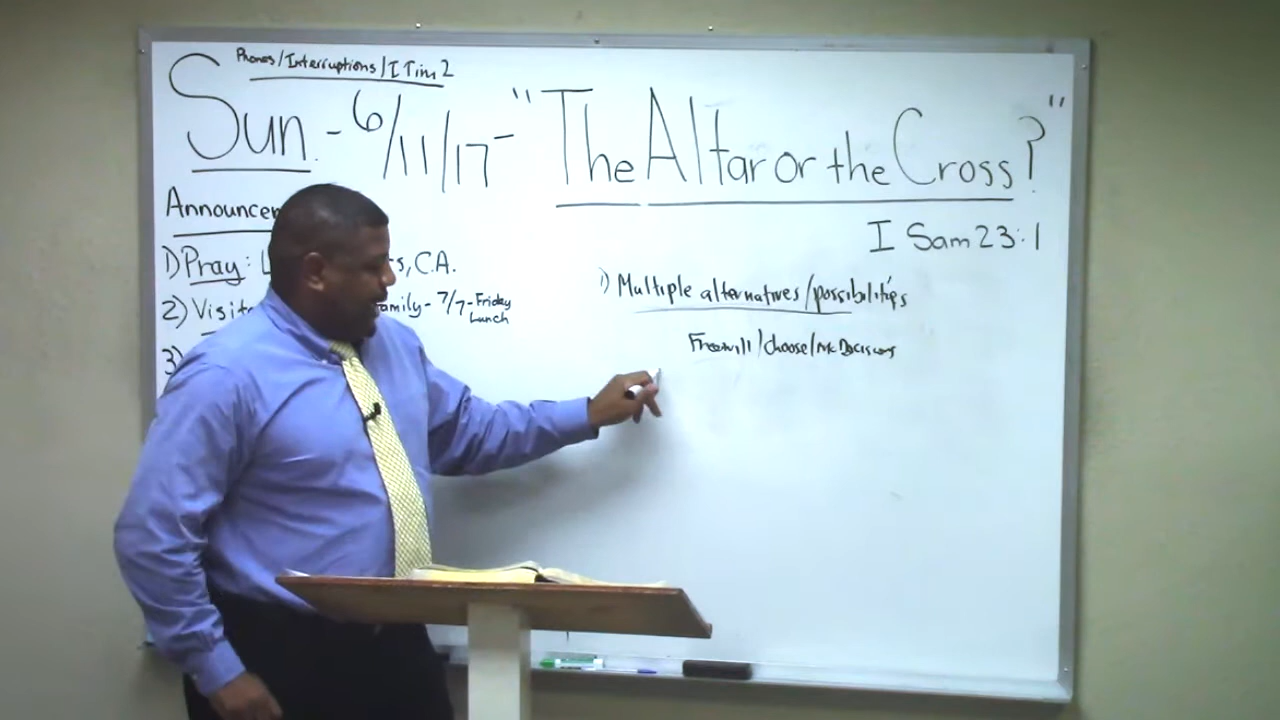 Phones/Interruptions/I Tim 2
Sun. - 6/11/17 - "The Altar or the Cross?"
I Sam 23:1
Announcem
1) Pray: L s, C.A.
2) Visit amily - 7/7 - Friday
Lunch
3)
1) Multiple alternatives/possibilities
Freewill/choose/mk Decisions